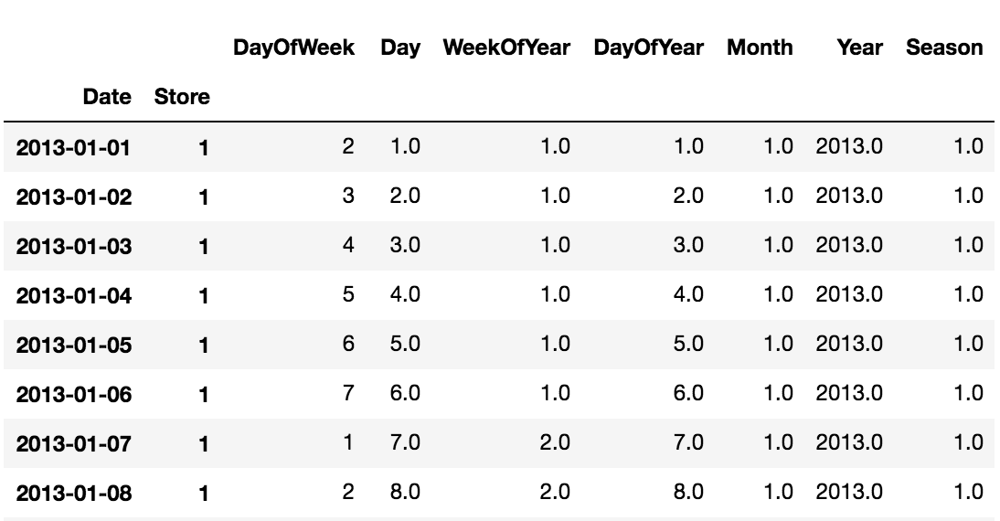 DayOfWeek Day WeekOfYear DayOfYear Month Year Season
Date Store
2013-01-01 1 2 1.0 1.0 1.0 1.0 2013.0 1.0
2013-01-02 1 3 2.0 1.0 2.0 1.0 2013.0 1.0
2013-01-03 1 4 3.0 1.0 3.0 1.0 2013.0 1.0
2013-01-04 1 5 4.0 1.0 4.0 1.0 2013.0 1.0
2013-01-05 1 6 5.0 1.0 5.0 1.0 2013.0 1.0
2013-01-06 1 7 6.0 1.0 6.0 1.0 2013.0 1.0
2013-01-07 1 1 7.0 2.0 7.0 1.0 2013.0 1.0
2013-01-08 1 2 8.0 2.0 8.0 1.0 2013.0 1.0